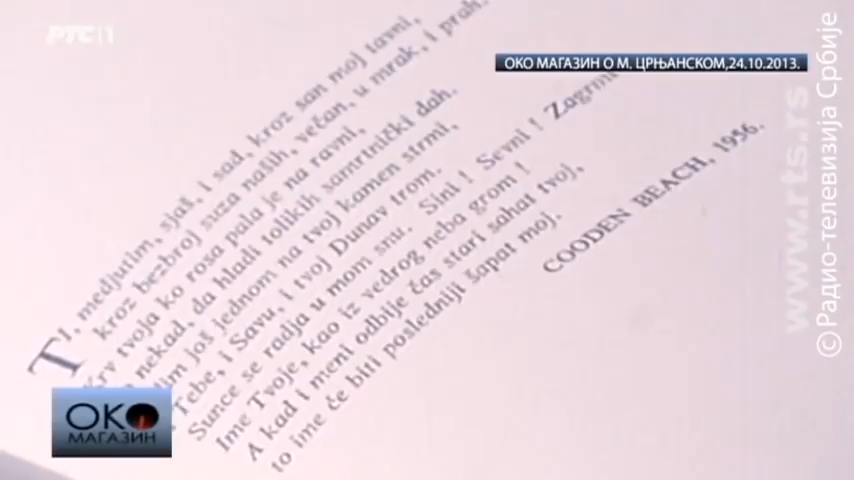 РТС 1
ОКО МАГАЗИН О М. ЦРЊАНСКОМ,24.10.2013.
Ti, medjutim, sjaš, i sad, kroz san moj tavni,
kroz bezbroj suza naših, večan, u mrak, i prah.
Krv tvoja ko rosa pala je na ravni,
nekad, da hladi tolikih samrtnički dah.
još jednom na tvoj kamen strmi,
Tebe, i Savu, i tvoj Dunav trom.
Sunce se radja u mom snu. Sini ! Sevni !
Ime Tvoje, kao iz vedrog neba grom !
A kad i meni odbije čas stari sahat tvoj,
to ime će biti poslednji šapat moj.
COODEN BEACH, 1956.
ОКО
МАГАЗИН
www.rts.rs
© Радио-телевизија Србије